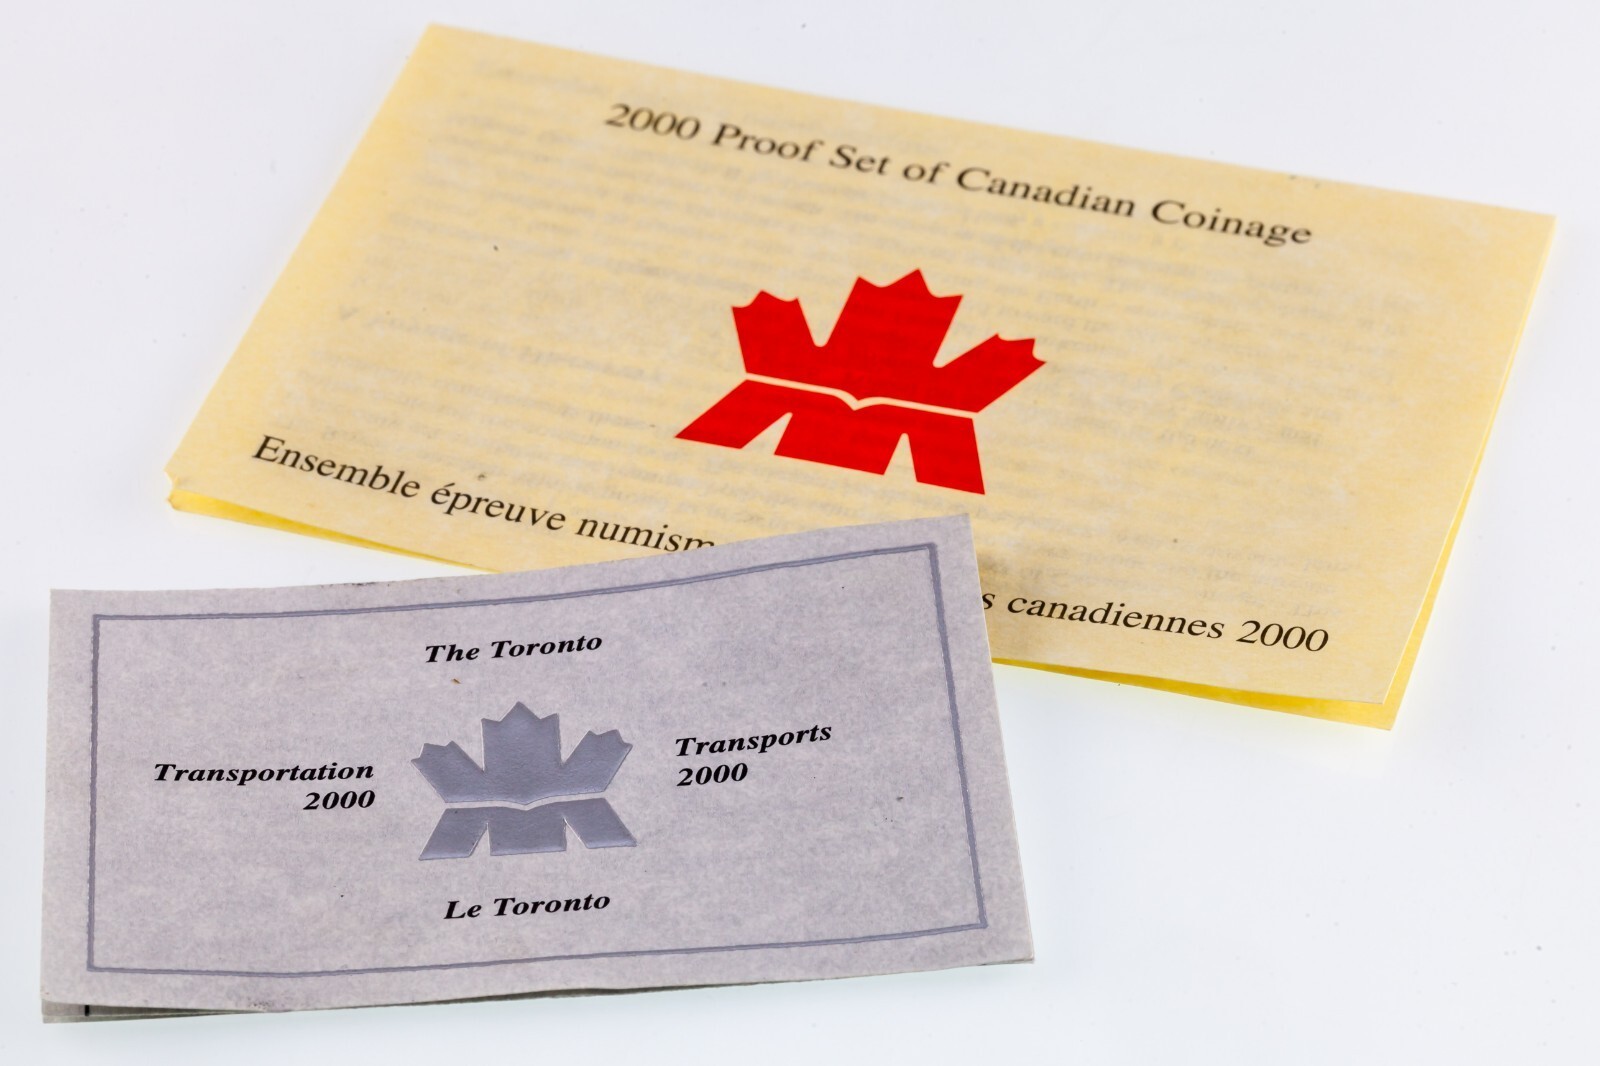 2000 Proof Set of Canadian Coinage
Ensemble épreuve numism
s canadiennes 2000
The Toronto
Transportation
2000
Transports
2000
Le Toronto